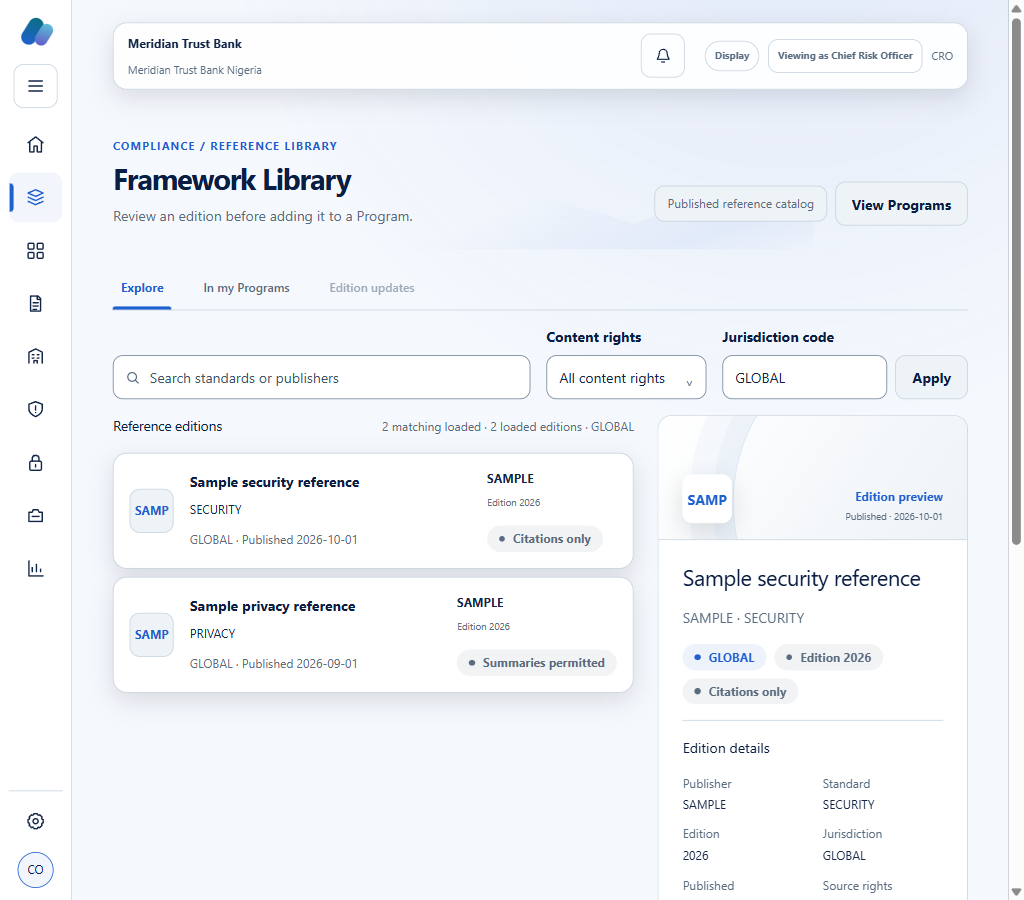 Meridian Trust Bank
Meridian Trust Bank Nigeria
Display
Viewing as Chief Risk Officer
CRO
COMPLIANCE / REFERENCE LIBRARY
Framework Library
Review an edition before adding it to a Program.
Published reference catalog
View Programs
Explore
In my Programs
Edition updates
Content rights
Jurisdiction code
Search standards or publishers
All content rights
GLOBAL
Apply
Reference editions
2 matching loaded · 2 loaded editions · GLOBAL
SAMP
Sample security reference
SECURITY
GLOBAL · Published 2026-10-01
SAMPLE
Edition 2026
Citations only
SAMP
Sample privacy reference
PRIVACY
GLOBAL · Published 2026-09-01
SAMPLE
Edition 2026
Summaries permitted
SAMP
Edition preview
Published · 2026-10-01
Sample security reference
SAMPLE · SECURITY
GLOBAL
Edition 2026
Citations only
Edition details
Publisher
Standard
SAMPLE
SECURITY
Edition
Jurisdiction
2026
GLOBAL
Published
Source rights
CO